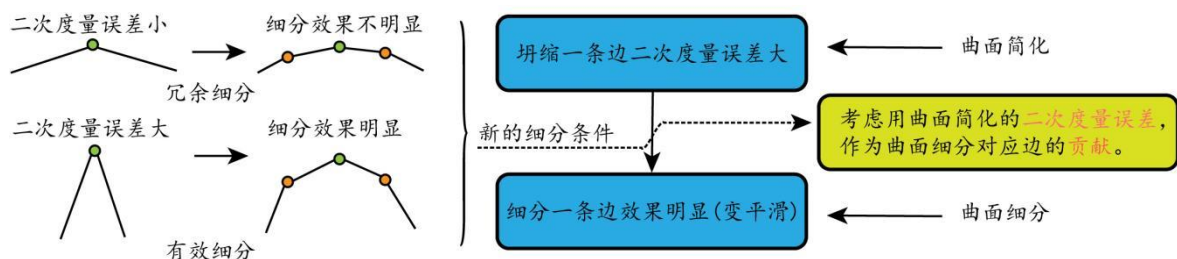 二次度量误差小
细分效果不明显
冗余细分
二次度量误差大
细分效果明显
有效细分
新的细分条件
坍缩一条边二次度量误差大
曲面简化
考虑用曲面简化的二次度量误差,
作为曲面细分对应边的贡献。
细分一条边效果明显(变平滑)
曲面细分